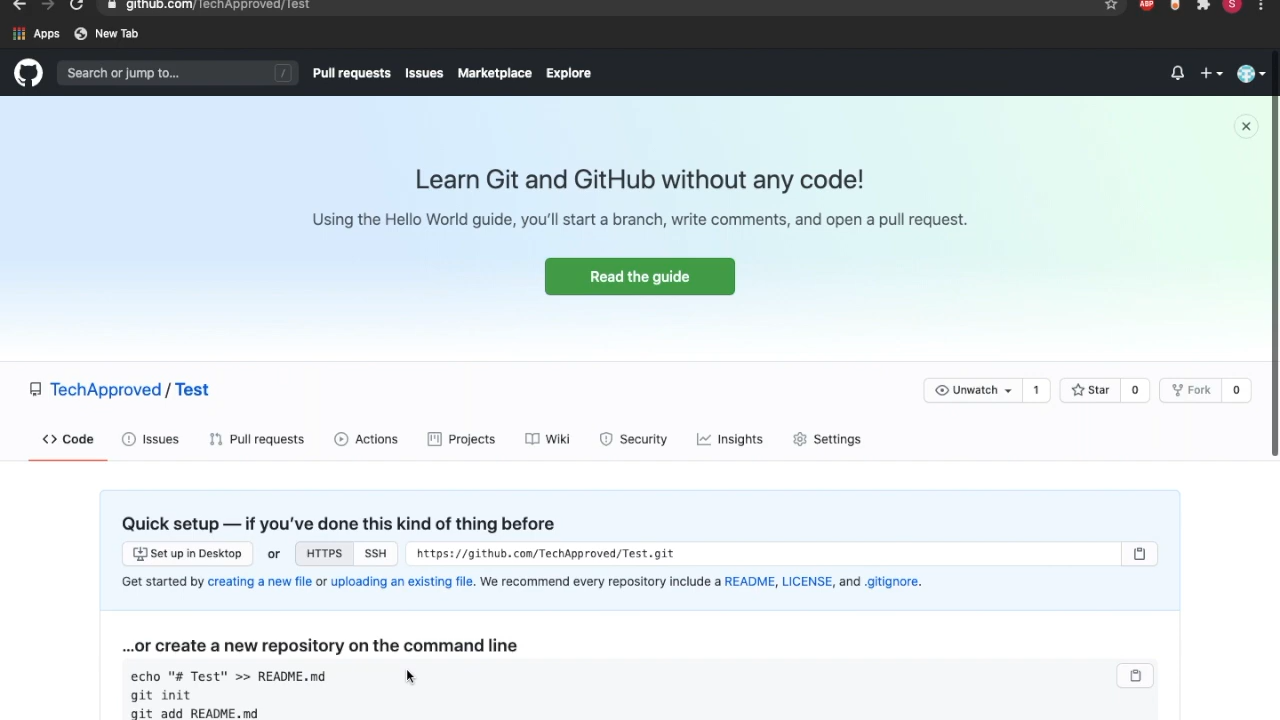 github.com/TechApproved/Test
ABP
S
Apps New Tab
Search or jump to... / Pull requests Issues Marketplace Explore
Learn Git and GitHub without any code!
Using the Hello World guide, you'll start a branch, write comments, and open a pull request.
Read the guide
TechApproved / Test
Unwatch 1 Star 0 Fork 0
<> Code Issues Pull requests Actions Projects Wiki Security Insights Settings
Quick setup — if you've done this kind of thing before
Set up in Desktop or HTTPS SSH https://github.com/TechApproved/Test.git
Get started by creating a new file or uploading an existing file. We recommend every repository include a README, LICENSE, and .gitignore.
...or create a new repository on the command line
echo "# Test" >> README.md
git init
git add README.md